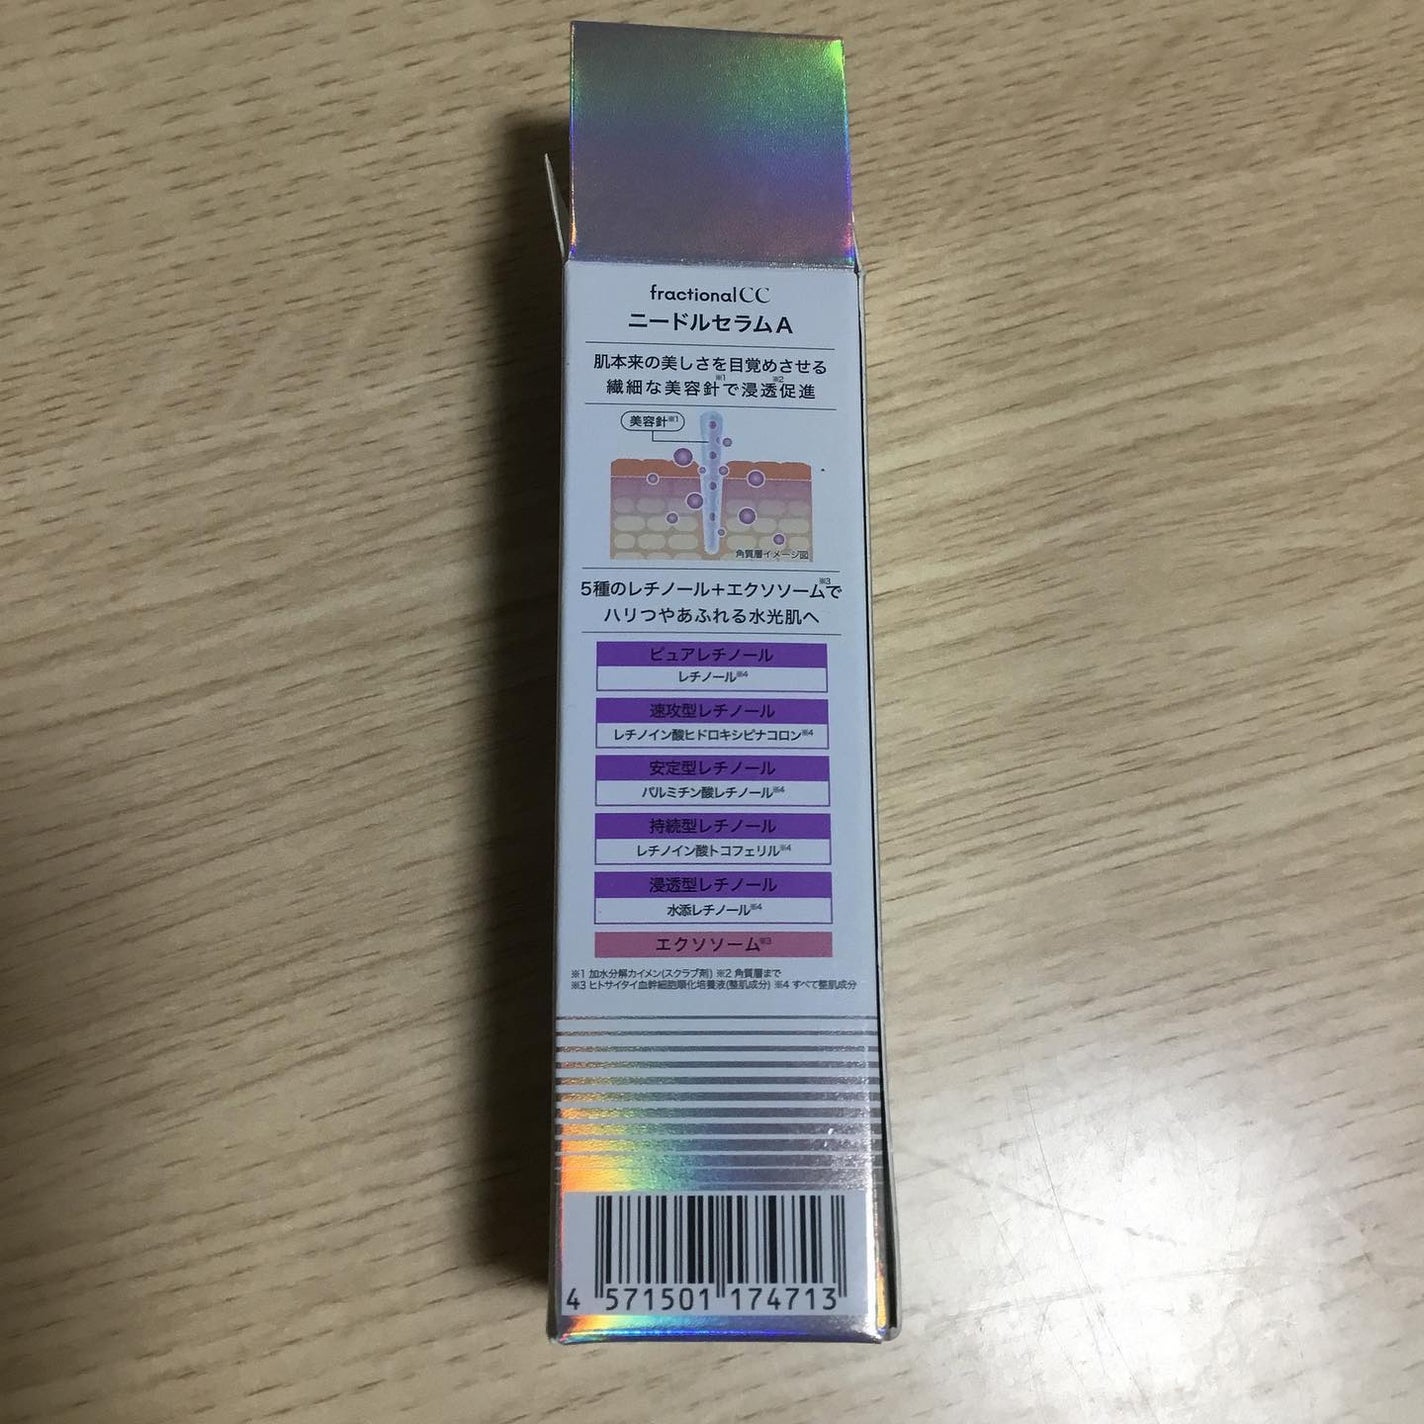 fractionalCC
ニードルセラムA
肌本来の美しさを目覚めさせる
繊細な美容針※1で浸透※2促進
美容針※1
角質層イメージ図
5種のレチノール+エクソソーム※3で
ハリつやあふれる水光肌へ
ピュアレチノール
レチノール※4
速攻型レチノール
レチノイン酸ヒドロキシピナコロン※4
安定型レチノール
パルミチン酸レチノール※4
持続型レチノール
レチノイン酸トコフェリル※4
浸透型レチノール
水添レチノール※4
エクソソーム※3
※1 加水分解カイメン(スクラブ剤) ※2 角質層まで
※3 ヒトサイタイ血幹細胞順化培養液(整肌成分) ※4 すべて整肌成分
4 571501 174713